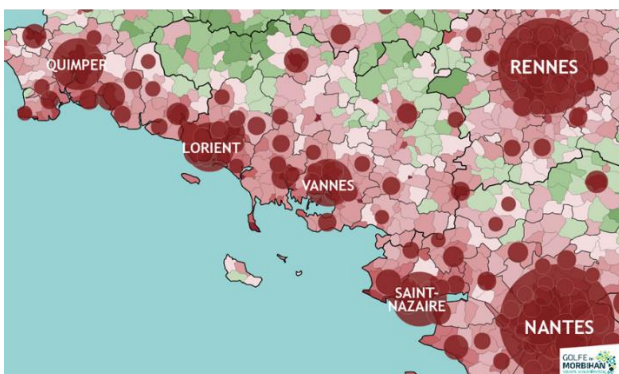 QUIMPER
RENNES
LORIENT
VANNES
SAINT-
NAZAIRE
NANTES
GOLFE DU
MORBIHAN